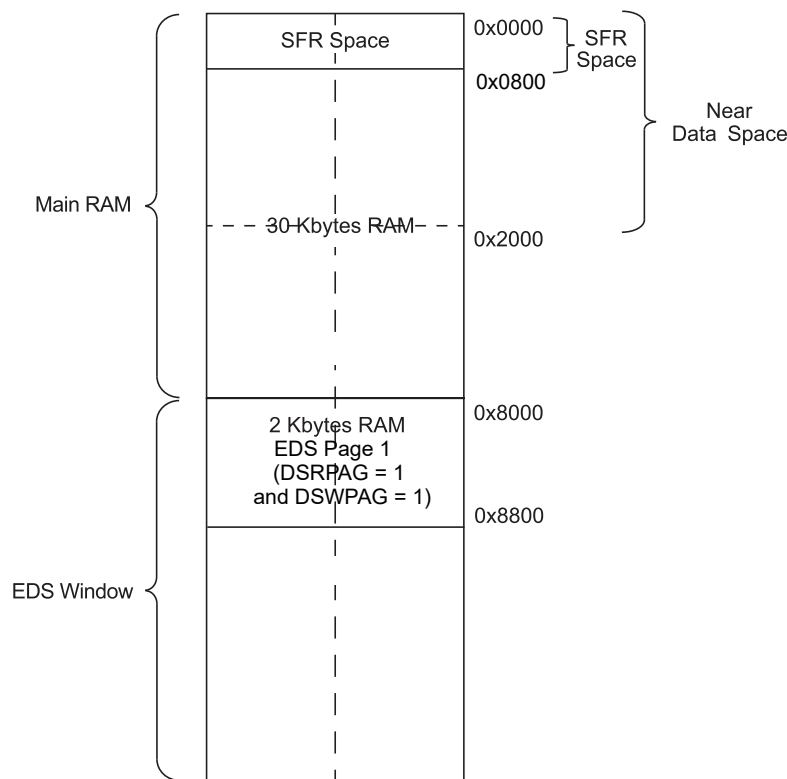 SFR Space
0x0000
SFR
Space
0x0800
Near
Data Space
Main RAM
30 Kbytes RAM
0x2000
0x8000
2 Kbytes RAM
EDS Page 1
(DSRPAG = 1
and DSWPAG = 1)
0x8800
EDS Window